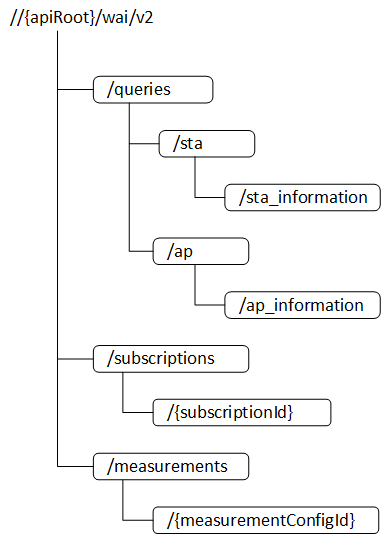 //{apiRoot}/wai/v2
/queries
/sta
/sta_information
/ap
/ap_information
/subscriptions
/{subscriptionId}
/measurements
/{measurementConfigId}